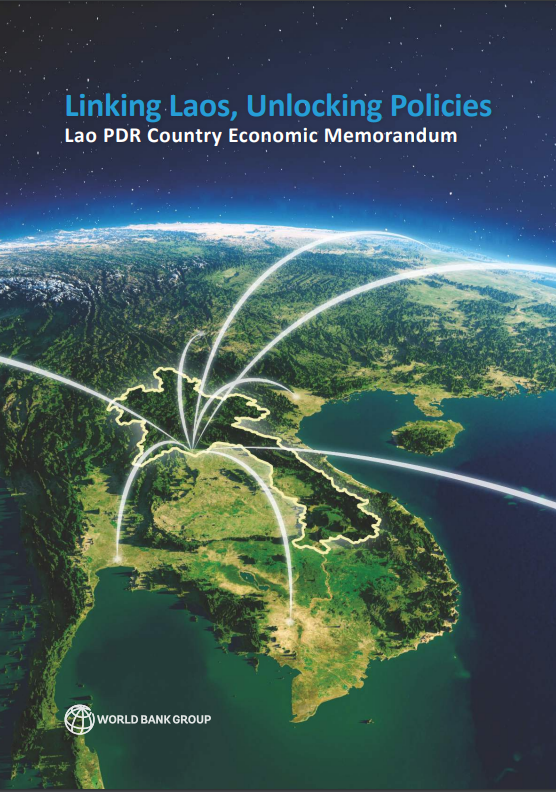 Linking Laos, Unlocking Policies
Lao PDR Country Economic Memorandum
WORLD BANK GROUP